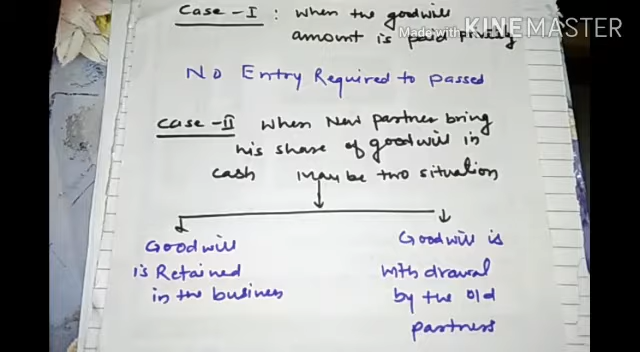 Case - I : When the goodwill
amount is paid
Made with KINEMASTER
No Entry Required to passed
Case - II When New partner bring
his share of goodwill in
cash may be two situation
Goodwill
is Retained
in the business
Goodwill is
withdrawal
by the old
partners